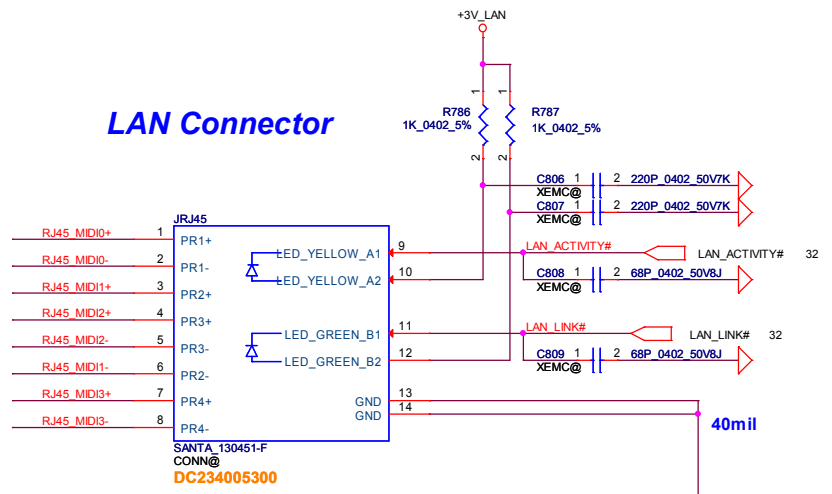 +3V_LAN
LAN Connector
1 1
R786 R787
1K_0402_5% 1K_0402_5%
2 2
C806 1 2 220P_0402_50V7K
XEMC@
C807 1 2 220P_0402_50V7K
XEMC@
JRJ45
RJ45_MIDI0+ 1 PR1+
RJ45_MIDI0- 2 PR1-
RJ45_MIDI1+ 3 PR2+
RJ45_MIDI2+ 4 PR3+
RJ45_MIDI2- 5 PR3-
RJ45_MIDI1- 6 PR2-
RJ45_MIDI3+ 7 PR4+
RJ45_MIDI3- 8 PR4-
LED_YELLOW_A1 9 LAN_ACTIVITY# LAN_ACTIVITY# 32
LED_YELLOW_A2 10
C808 1 2 68P_0402_50V8J
XEMC@
LED_GREEN_B1 11 LAN_LINK# LAN_LINK# 32
LED_GREEN_B2 12
C809 1 2 68P_0402_50V8J
XEMC@
GND 13
GND 14
40mil
SANTA_130451-F
CONN@
DC234005300